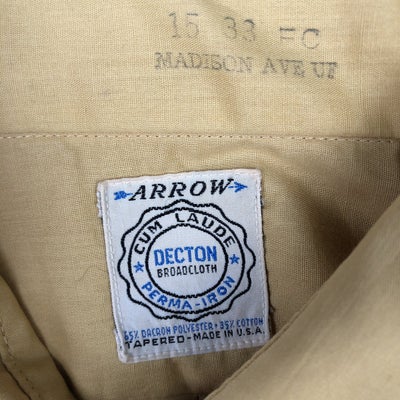 15 33 FC
MADISON AVE UF
ARROW
CUM LAUDE
DECTON
BROADCLOTH
PERMA-IRON
65% DACRON POLYESTER • 35% COTTON
TAPERED-MADE IN U.S.A.